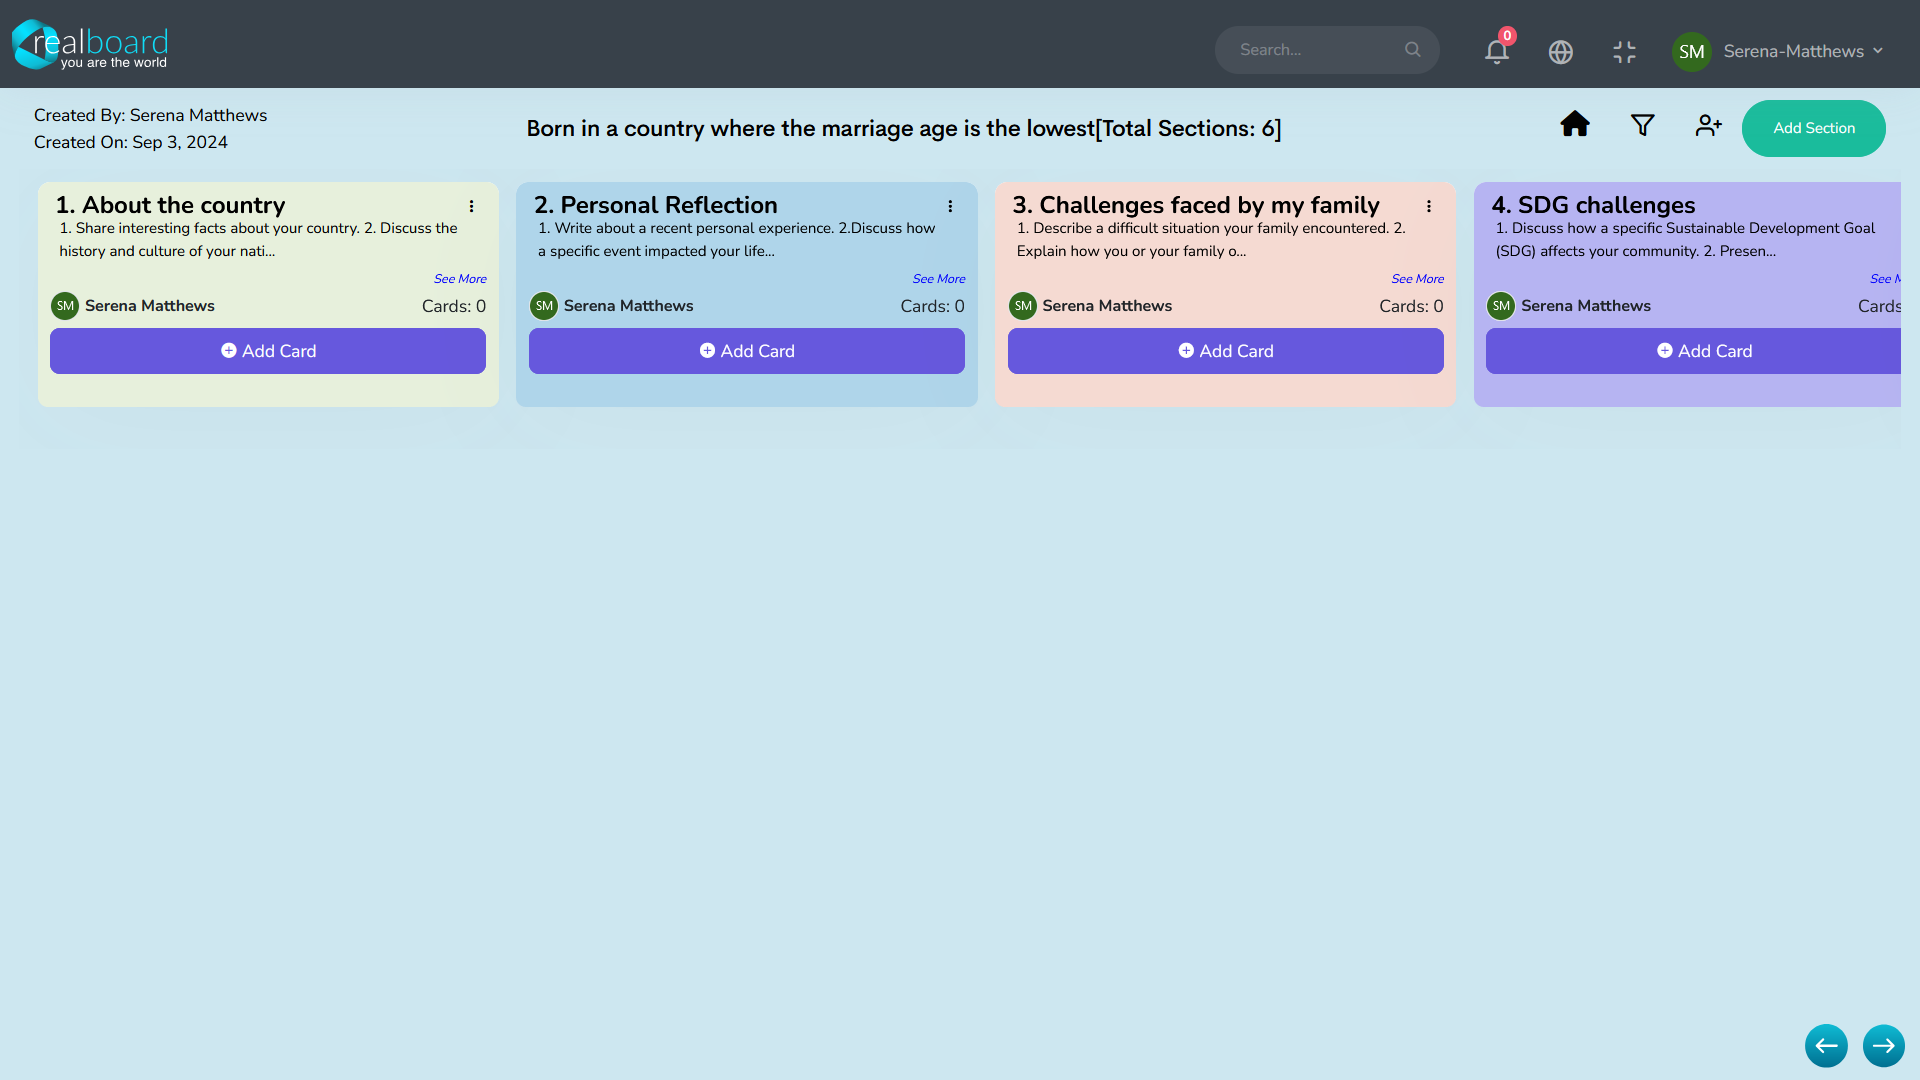 realboard
you are the world
Search...
0
SM
Serena-Matthews
Created By: Serena Matthews
Created On: Sep 3, 2024
Born in a country where the marriage age is the lowest[Total Sections: 6]
Add Section
1. About the country
1. Share interesting facts about your country. 2. Discuss the
history and culture of your nati...
See More
SM Serena Matthews Cards: 0
Add Card
2. Personal Reflection
1. Write about a recent personal experience. 2.Discuss how
a specific event impacted your life...
See More
SM Serena Matthews Cards: 0
Add Card
3. Challenges faced by my family
1. Describe a difficult situation your family encountered. 2.
Explain how you or your family o...
See More
SM Serena Matthews Cards: 0
Add Card
4. SDG challenges
1. Discuss how a specific Sustainable Development Goal
(SDG) affects your community. 2. Presen...
See M
SM Serena Matthews Cards
Add Card